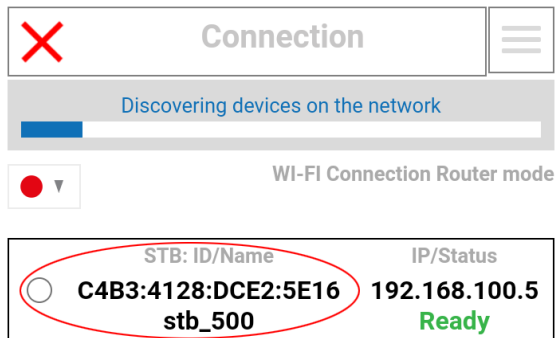 Connection
Discovering devices on the network
WI-FI Connection Router mode
STB: ID/Name IP/Status
C4B3:4128:DCE2:5E16 192.168.100.5
stb_500 Ready